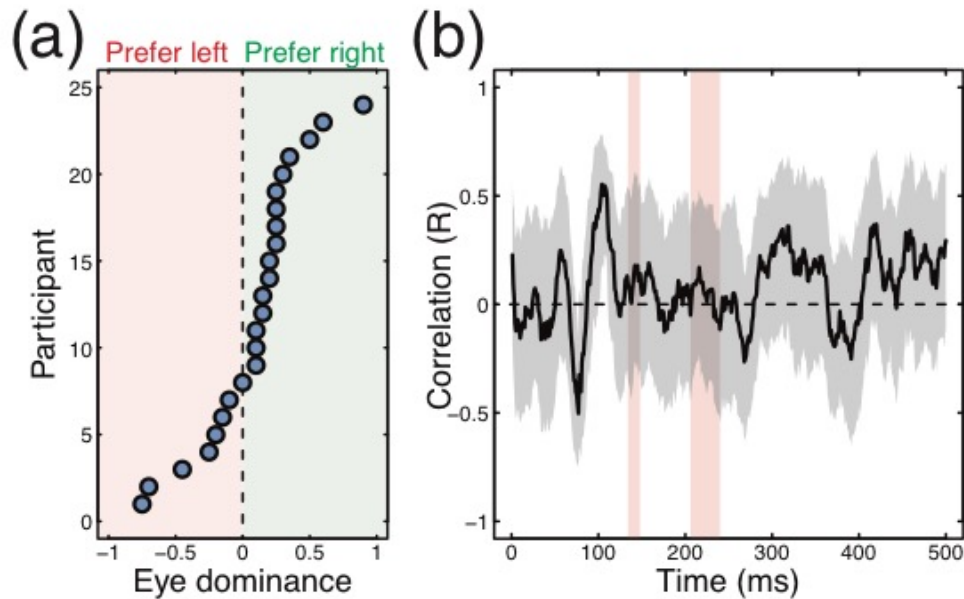 (a)
Prefer left Prefer right
25
20
15
10
5
0
Participant
−1 −0.5 0 0.5 1
Eye dominance
(b)
1
0.5
0
−0.5
−1
Correlation (R)
0 100 200 300 400 500
Time (ms)